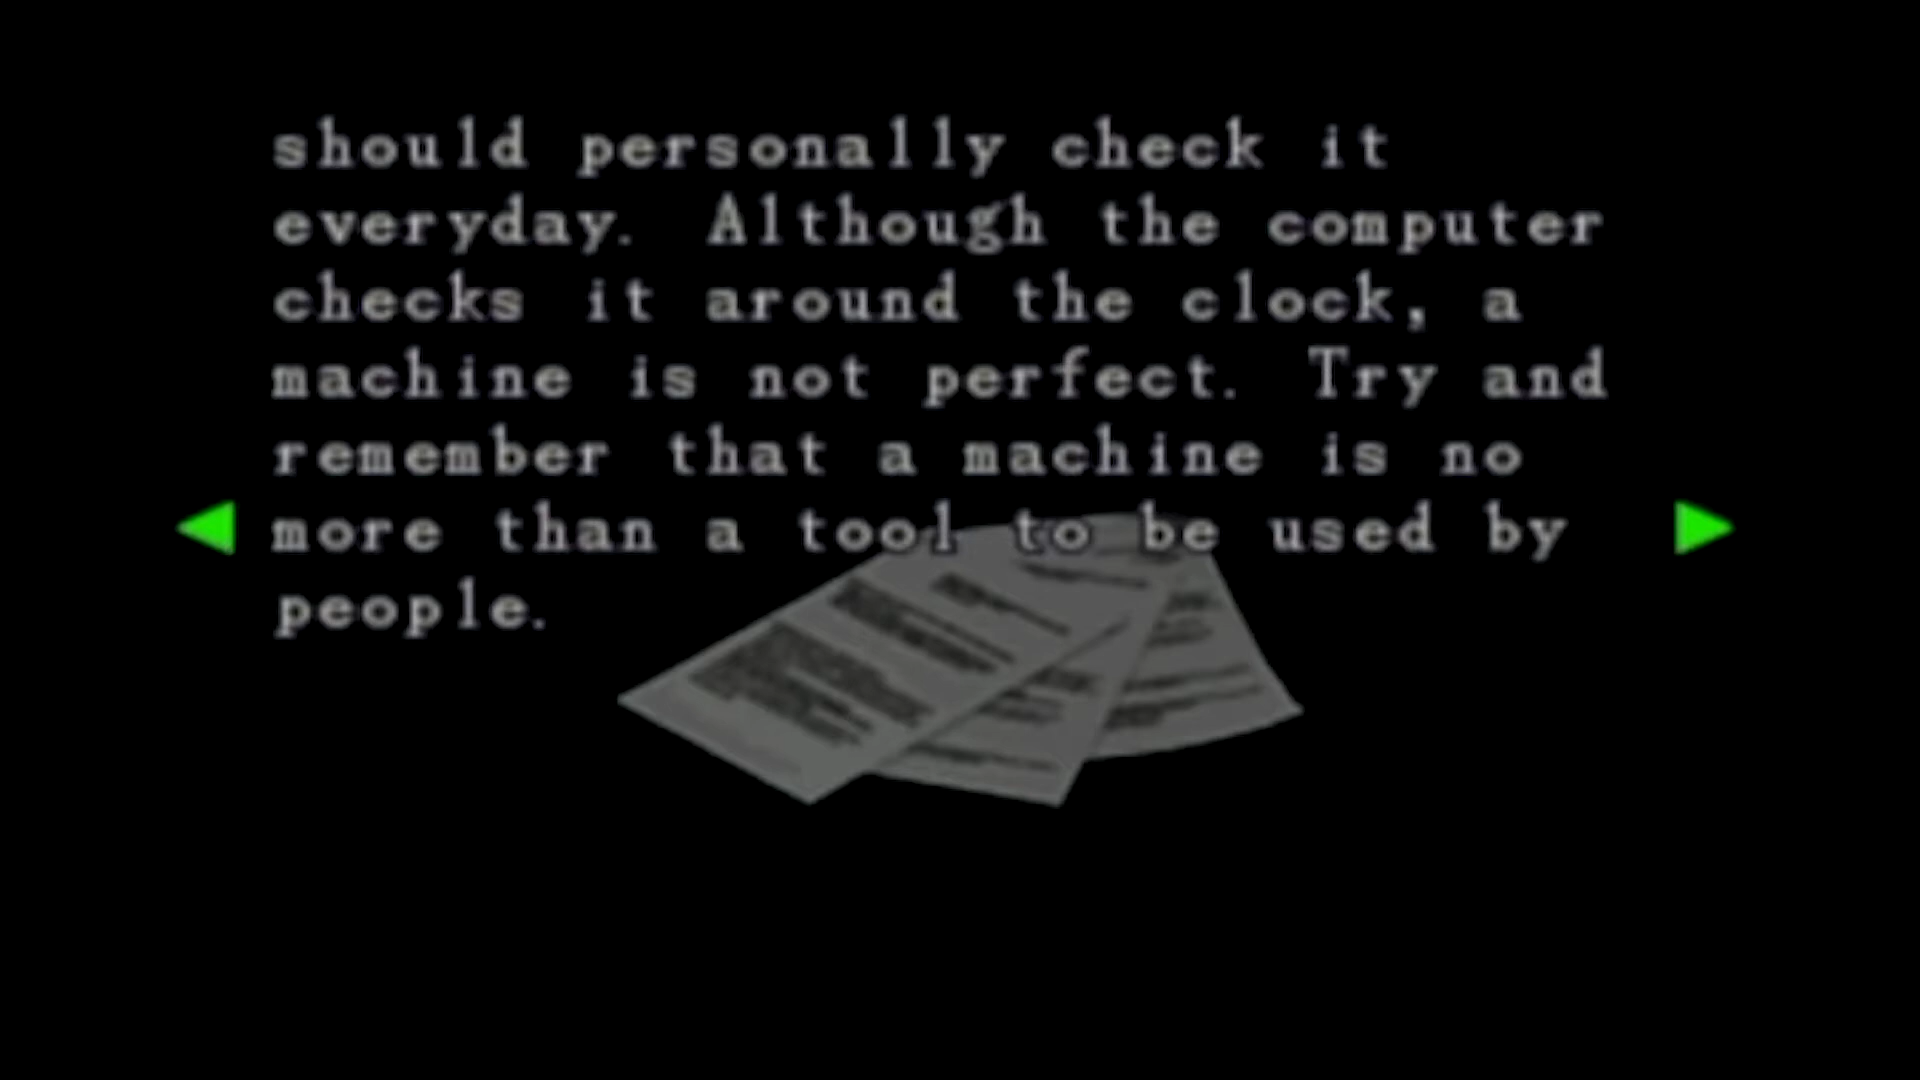 should personally check it
everyday. Although the computer
checks it around the clock, a
machine is not perfect. Try and
remember that a machine is no
more than a tool to be used by
people.